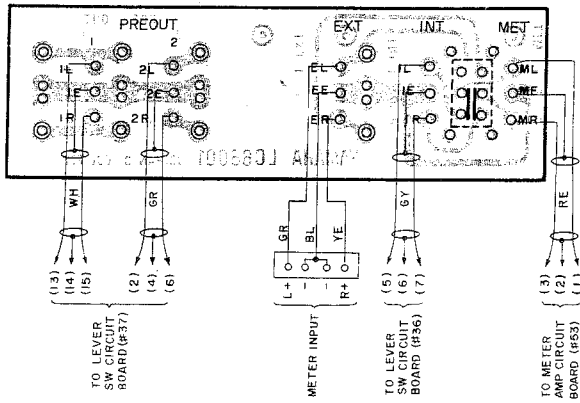 PREOUT
EXT
INT
MET
1
2
1L
2L
EL
1L
ML
1E
2E
EE
1E
ME
1R
2R
ER
1R
MR
WH
GR
GR
BL
YE
GY
RE
(13)
(14)
(15)
(2)
(4)
(6)
L+
–
–
R+
(5)
(6)
(7)
(3)
(2)
(1)
TO LEVER
SW CIRCUIT
BOARD(#37)
METER INPUT
TO LEVER
SW CIRCUIT
BOARD (#36)
TO METER
AMP CIRCUIT
BOARD (#53)